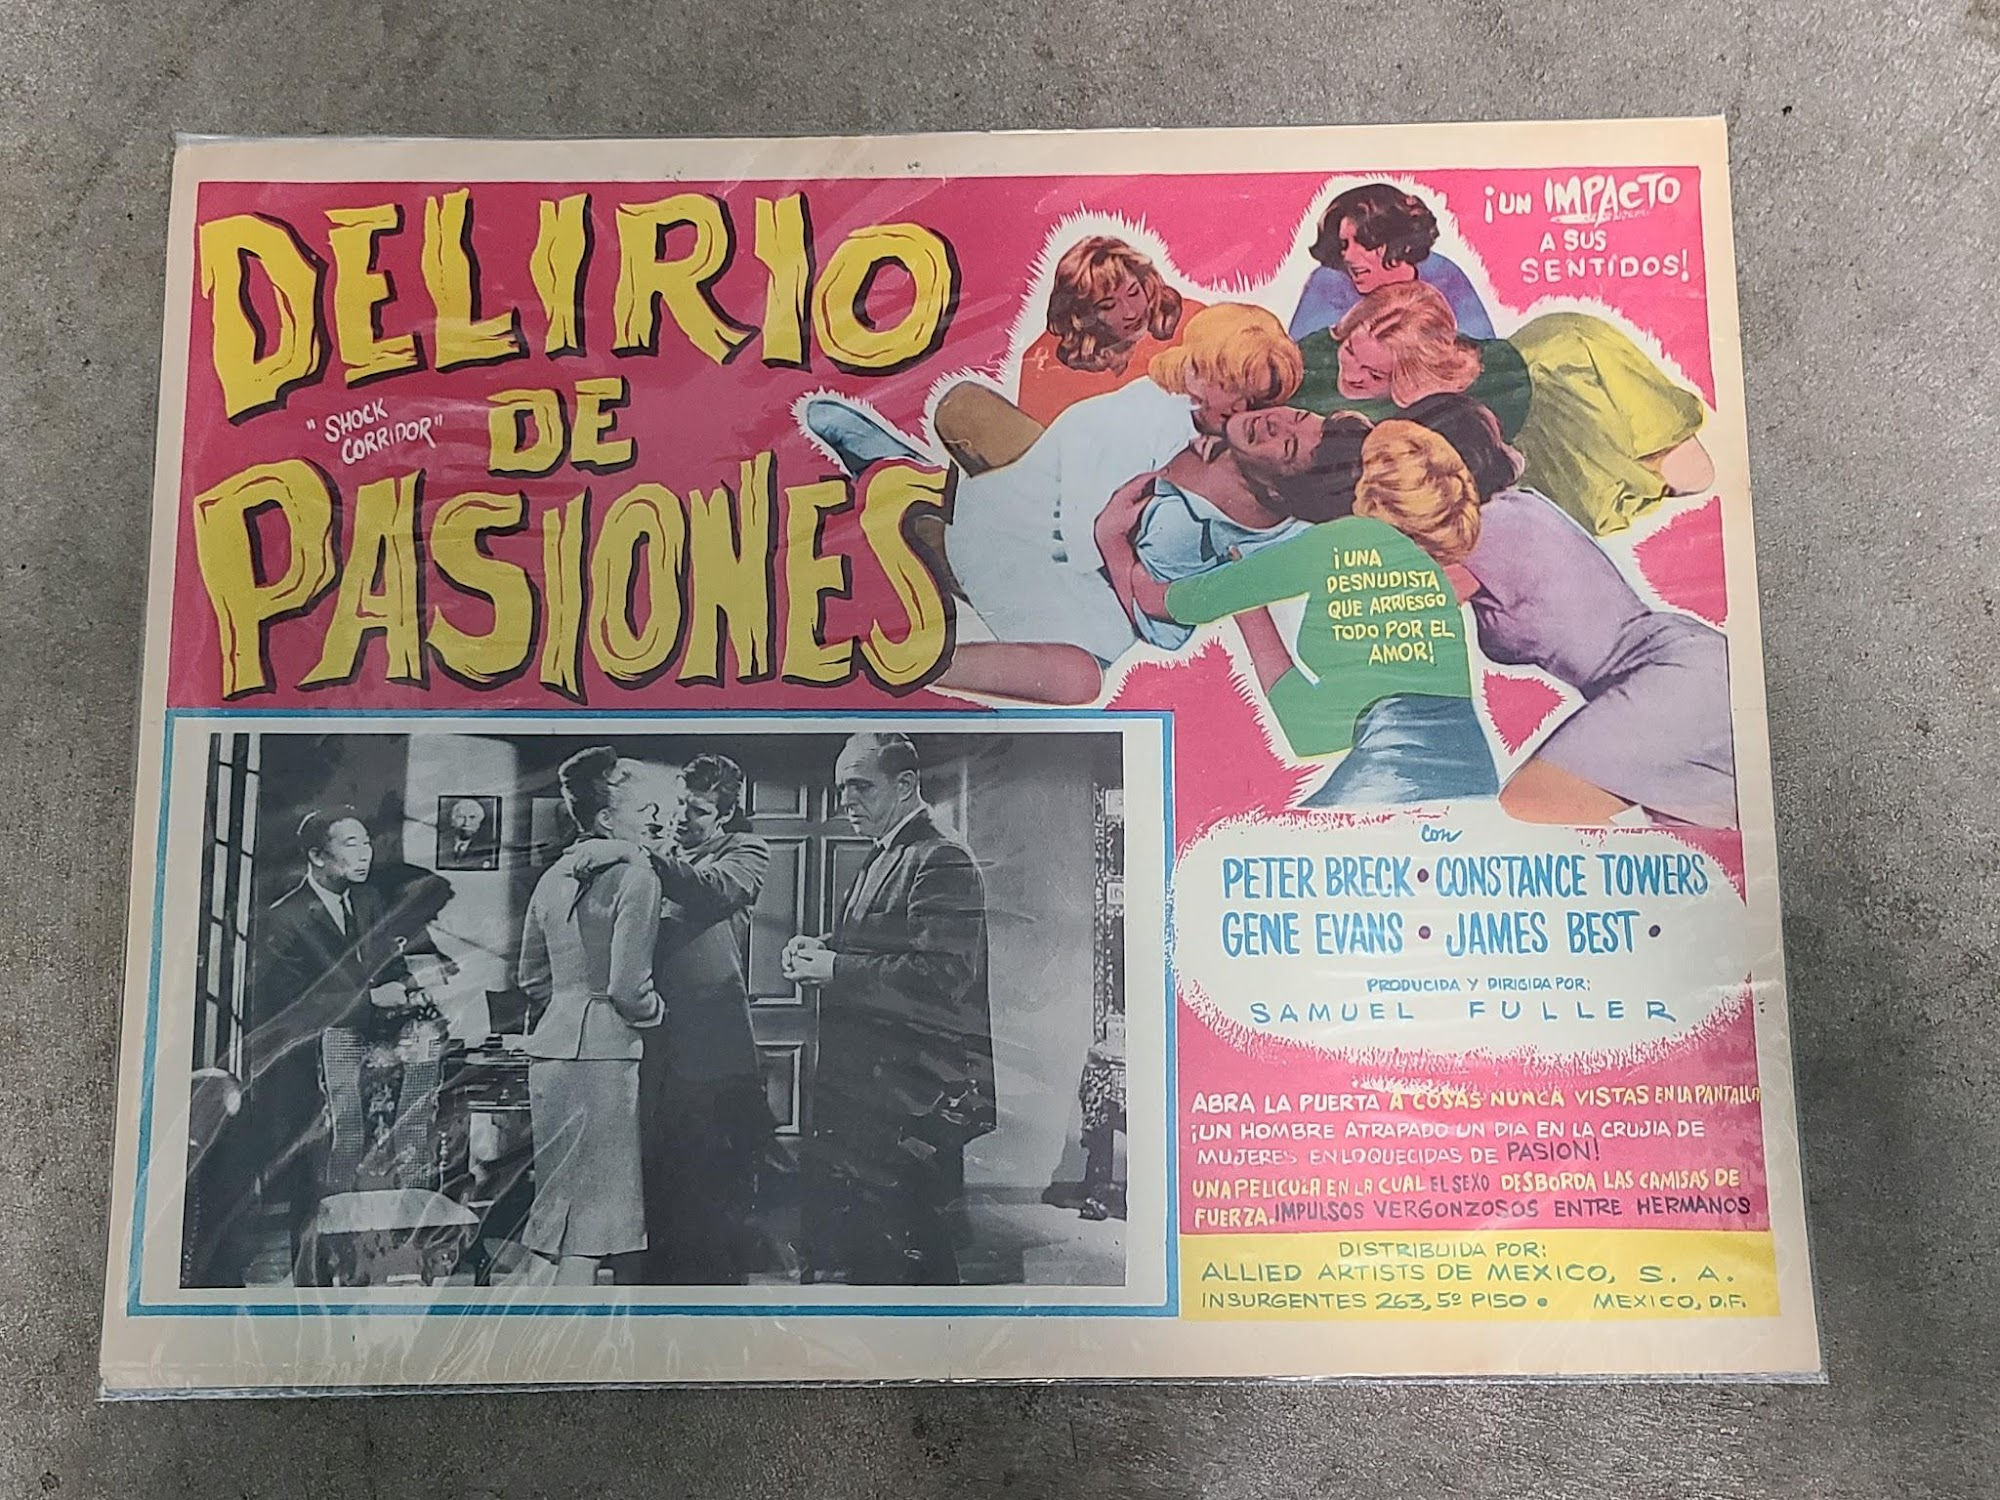 DELIRIO
DE
PASIONES
"SHOCK
CORRIDOR"
¡UN IMPACTO
A SUS
SENTIDOS!
¡UNA
DESNUDISTA
QUE ARRIESGO
TODO POR EL
AMOR!
con
PETER BRECK • CONSTANCE TOWERS
GENE EVANS • JAMES BEST •
PRODUCIDA Y DIRIGIDA POR:
SAMUEL FULLER
ABRA LA PUERTA A COSAS NUNCA VISTAS EN LA PANTALLA
¡UN HOMBRE ATRAPADO UN DIA EN LA CRUJIA DE
MUJERES ENLOQUECIDAS DE PASION!
UNA PELICULA EN LA CUAL EL SEXO DESBORDA LAS CAMISAS DE
FUERZA. IMPULSOS VERGONZOSOS ENTRE HERMANOS
DISTRIBUIDA POR:
ALLIED ARTISTS DE MEXICO, S. A.
INSURGENTES 263, 5º PISO • MEXICO, D.F.